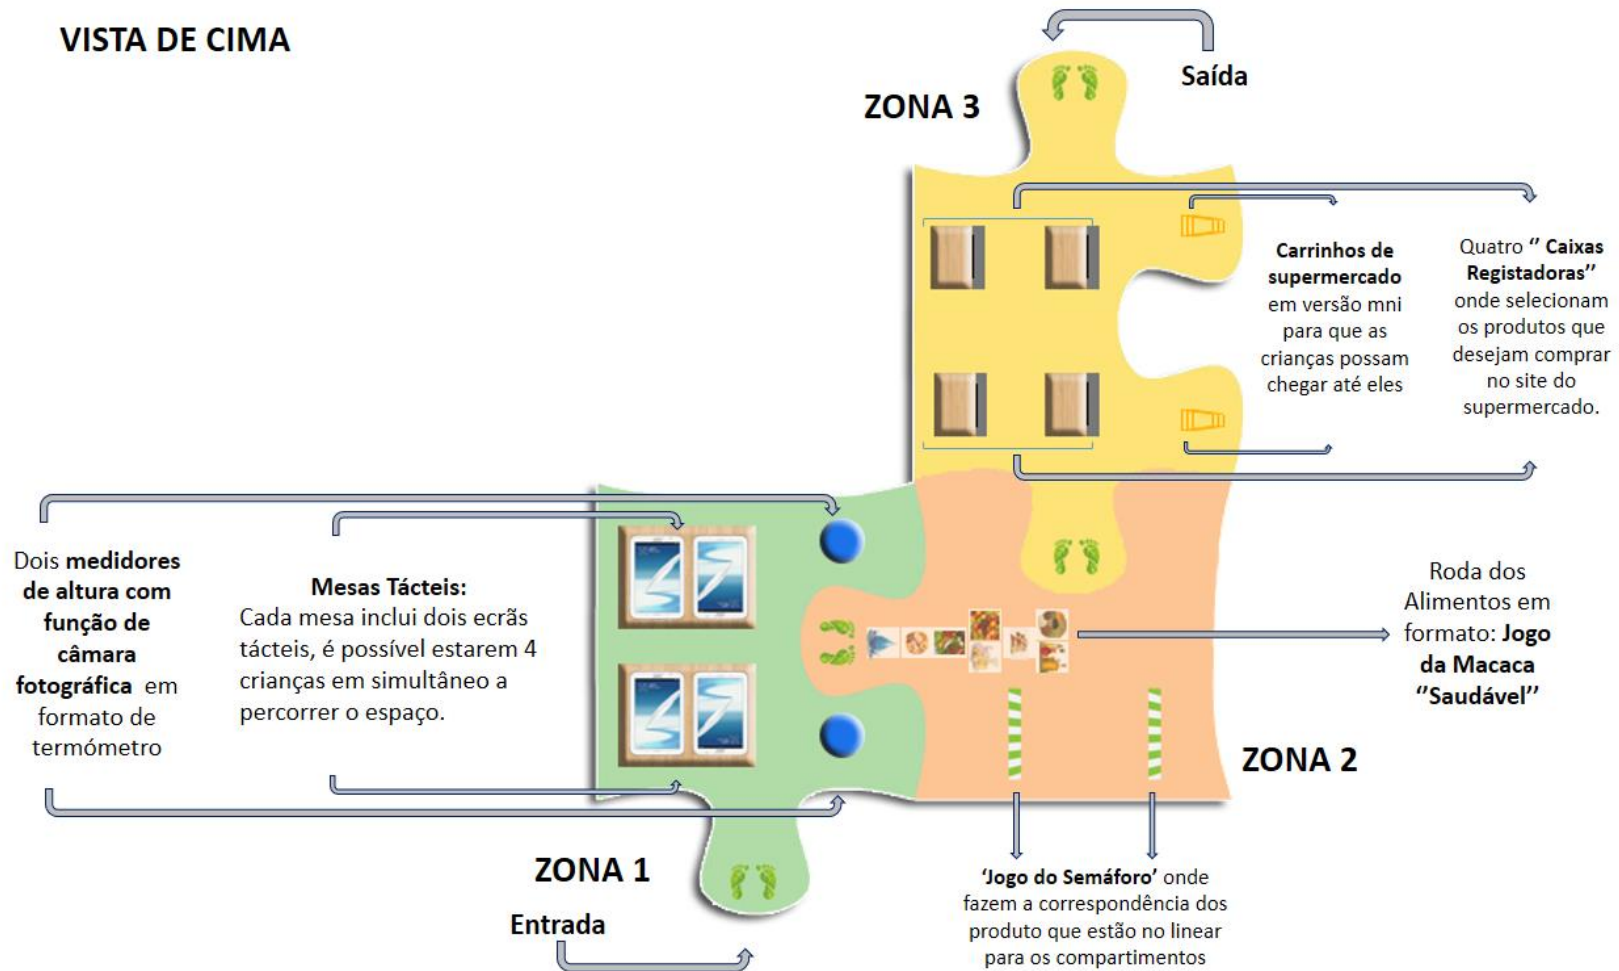 VISTA DE CIMA
Saída
ZONA 3
Carrinhos de
supermercado
em versão mni
para que as
crianças possam
chegar até eles
Quatro “ Caixas
Registadoras”
onde selecionam
os produtos que
desejam comprar
no site do
supermercado.
Dois medidores
de altura com
função de
câmara
fotográfica em
formato de
termómetro
Mesas Tácteis:
Cada mesa inclui dois ecrãs
tácteis, é possível estarem 4
crianças em simultâneo a
percorrer o espaço.
Roda dos
Alimentos em
formato: Jogo
da Macaca
“Saudável”
ZONA 2
ZONA 1
Entrada
‘Jogo do Semáforo’ onde
fazem a correspondência dos
produto que estão no linear
para os compartimentos